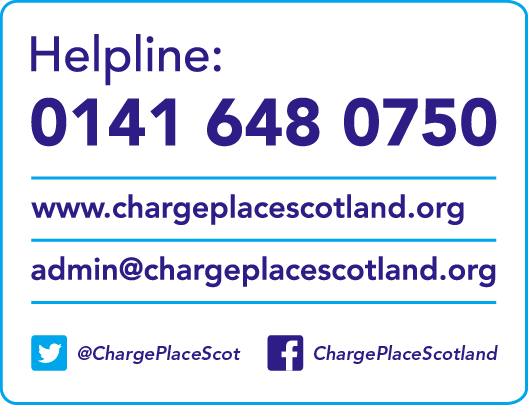 Helpline:
0141 648 0750
www.chargeplacescotland.org
admin@chargeplacescotland.org
@ChargePlaceScot
ChargePlaceScotland